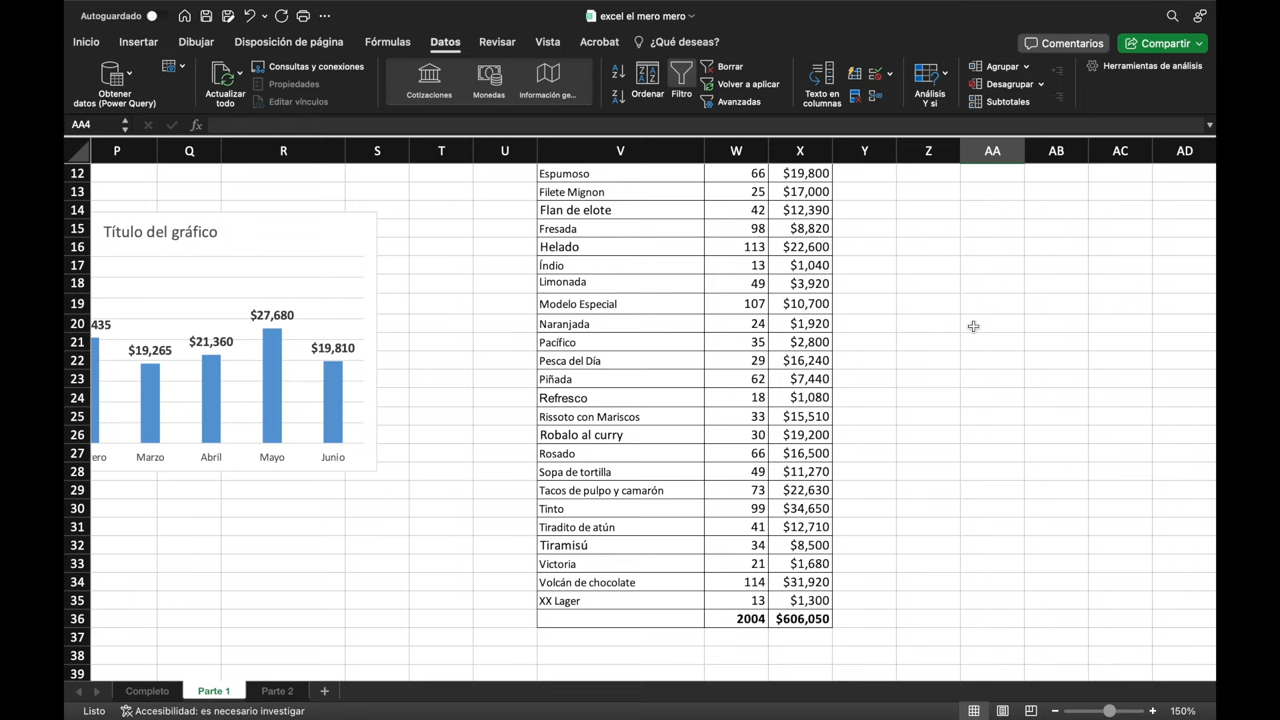 Autoguardado
excel el mero mero
Inicio Insertar Dibujar Disposición de página Fórmulas Datos Revisar Vista Acrobat ¿Qué deseas? Comentarios Compartir
Obtener datos (Power Query)
Actualizar todo
Consultas y conexiones
Propiedades
Editar vínculos
Cotizaciones Monedas Información ge...
Ordenar
Filtro
Borrar
Volver a aplicar
Avanzadas
Texto en columnas
Análisis Y si
Agrupar
Desagrupar
Subtotales
Herramientas de análisis
AA4 fx
P Q R S T U V W X Y Z AA AB AC AD
12 Espumoso 66 $19,800
13 Filete Mignon 25 $17,000
14 Flan de elote 42 $12,390
15 Fresada 98 $8,820
16 Helado 113 $22,600
17 Índio 13 $1,040
18 Limonada 49 $3,920
19 Modelo Especial 107 $10,700
20 Naranjada 24 $1,920
21 Pacífico 35 $2,800
22 Pesca del Día 29 $16,240
23 Piñada 62 $7,440
24 Refresco 18 $1,080
25 Rissoto con Mariscos 33 $15,510
26 Robalo al curry 30 $19,200
27 Rosado 66 $16,500
28 Sopa de tortilla 49 $11,270
29 Tacos de pulpo y camarón 73 $22,630
30 Tinto 99 $34,650
31 Tiradito de atún 41 $12,710
32 Tiramisú 34 $8,500
33 Victoria 21 $1,680
34 Volcán de chocolate 114 $31,920
35 XX Lager 13 $1,300
36 2004 $606,050
37
38
39
Título del gráfico
435 $19,265 $21,360 $27,680 $19,810
ero Marzo Abril Mayo Junio
Completo Parte 1 Parte 2
Listo Accesibilidad: es necesario investigar 150%